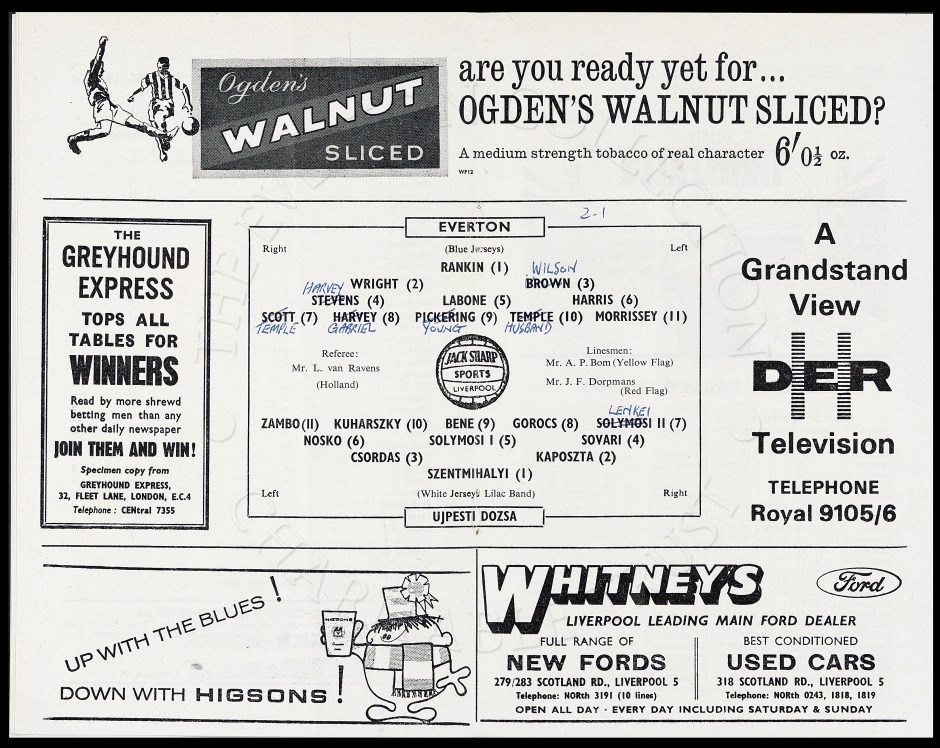 Ogden's
WALNUT
SLICED
are you ready yet for...
OGDEN'S WALNUT SLICED?
A medium strength tobacco of real character 6'0½ oz.
WP12
THE
GREYHOUND
EXPRESS
TOPS ALL
TABLES FOR
WINNERS
Read by more shrewd
betting men than any
other daily newspaper
JOIN THEM AND WIN!
Specimen copy from
GREYHOUND EXPRESS,
32, FLEET LANE, LONDON, E.C.4
Telephone : CENtral 7355
2-1
EVERTON
Right (Blue Jerseys) Left
RANKIN (1) WILSON
WRIGHT (2) BROWN (3)
HARVEY
STEVENS (4) LABONE (5) HARRIS (6)
SCOTT (7) HARVEY (8) PICKERING (9) TEMPLE (10) MORRISSEY (11)
TEMPLE GABRIEL YOUNG HUSBAND
Referee:
Mr. L. van Ravens
(Holland)
JACK SHARP
SPORTS
LIVERPOOL
Linesmen:
Mr. A. P. Bom (Yellow Flag)
Mr. J. F. Dorpmans
(Red Flag)
LENKEI
ZAMBO (11) KUHARSZKY (10) BENE (9) GOROCS (8) SOLYMOSI II (7)
NOSKO (6) SOLYMOSI I (5) SOVARI (4)
CSORDAS (3) KAPOSZTA (2)
SZENTMIHALYI (1)
Left (White Jerseys Lilac Band) Right
UJPESTI DOZSA
A
Grandstand
View
DER
Television
TELEPHONE
Royal 9105/6
UP WITH THE BLUES !
DOWN WITH HIGSONS !
HIGSONS
WHITNEYS
Ford
LIVERPOOL LEADING MAIN FORD DEALER
FULL RANGE OF
NEW FORDS
279/283 SCOTLAND RD., LIVERPOOL 5
Telephone: NORth 3191 (10 lines)
BEST CONDITIONED
USED CARS
318 SCOTLAND RD., LIVERPOOL 5
Telephone: NORth 0243, 1818, 1819
OPEN ALL DAY · EVERY DAY INCLUDING SATURDAY & SUNDAY